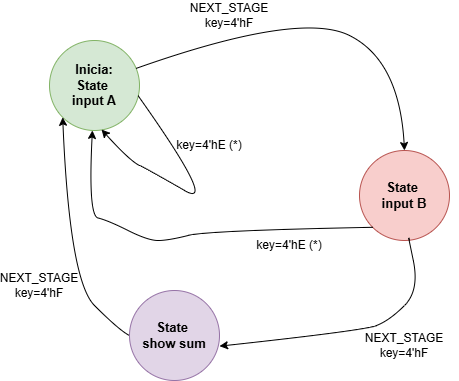 NEXT_STAGE
key=4'hF
Inicia:
State
input A
key=4'hE (*)
State
input B
key=4'hE (*)
NEXT_STAGE
key=4'hF
State
show sum
NEXT_STAGE
key=4'hF